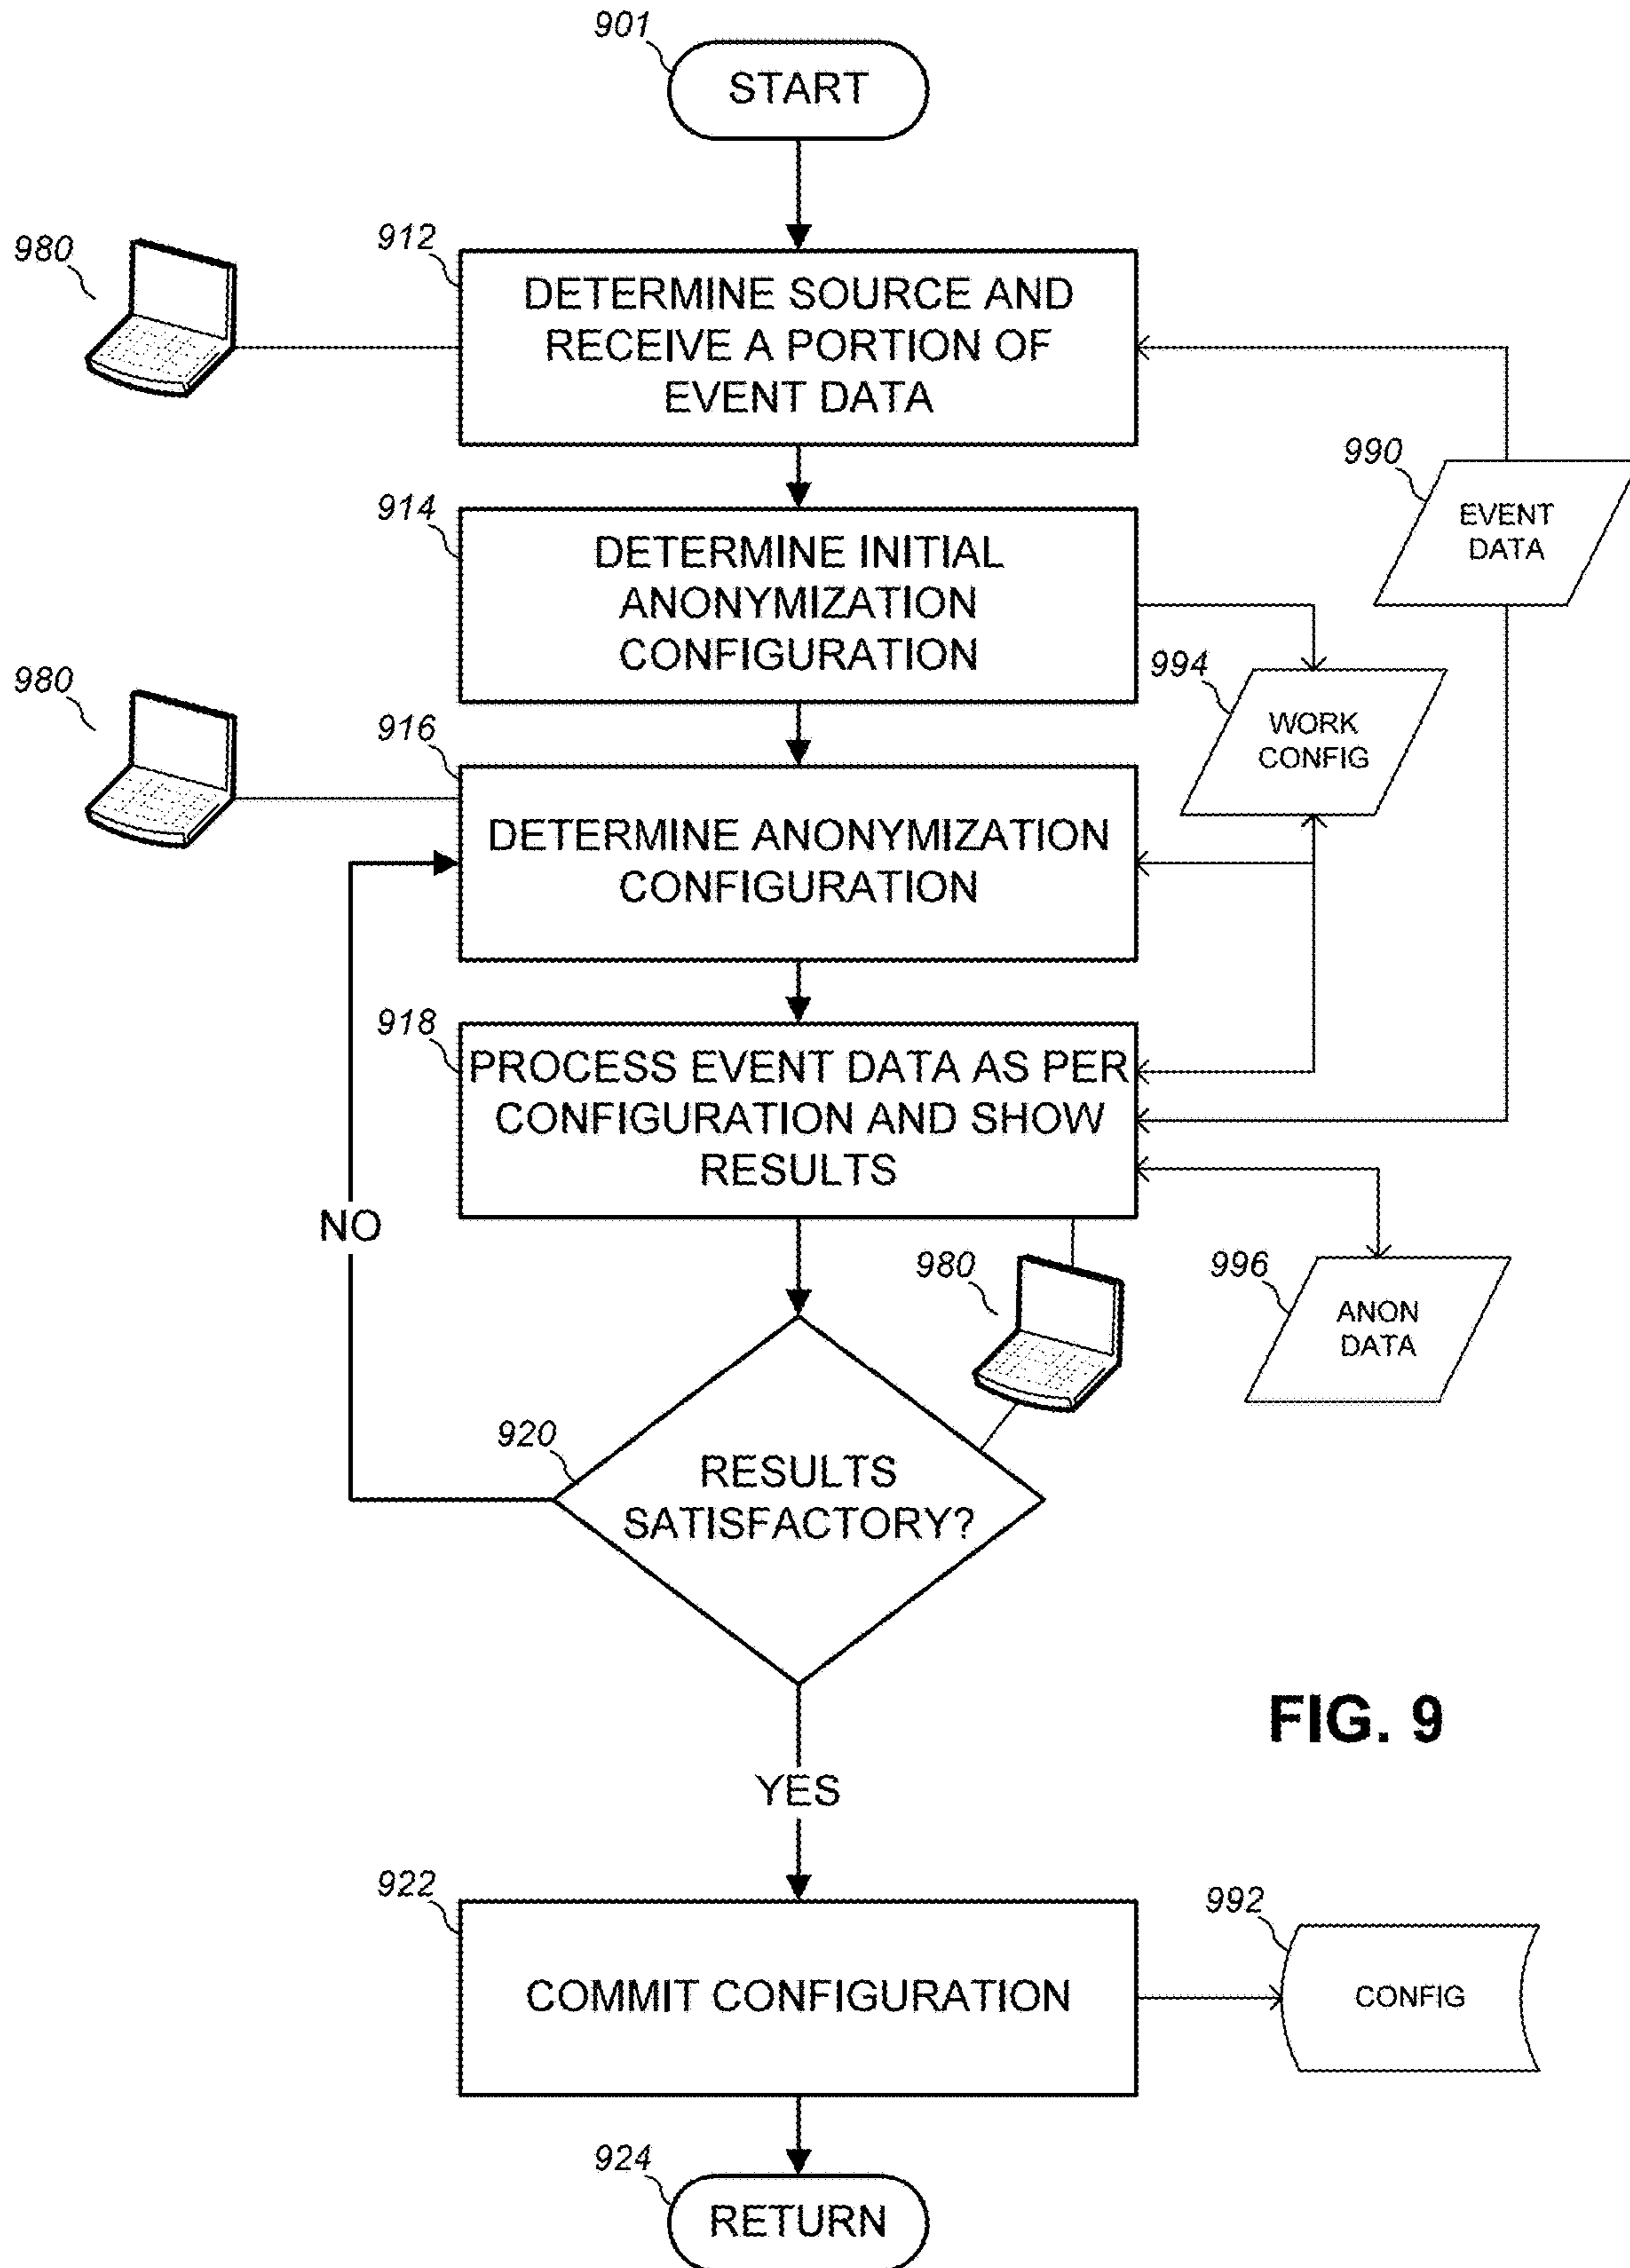 901
START
980
912
DETERMINE SOURCE AND
RECEIVE A PORTION OF
EVENT DATA
990
EVENT
DATA
914
DETERMINE INITIAL
ANONYMIZATION
CONFIGURATION
994
WORK
CONFIG
980
916
DETERMINE ANONYMIZATION
CONFIGURATION
918
PROCESS EVENT DATA AS PER
CONFIGURATION AND SHOW
RESULTS
NO
980
996
ANON
DATA
920
RESULTS
SATISFACTORY?
FIG. 9
YES
922
COMMIT CONFIGURATION
992
CONFIG
924
RETURN